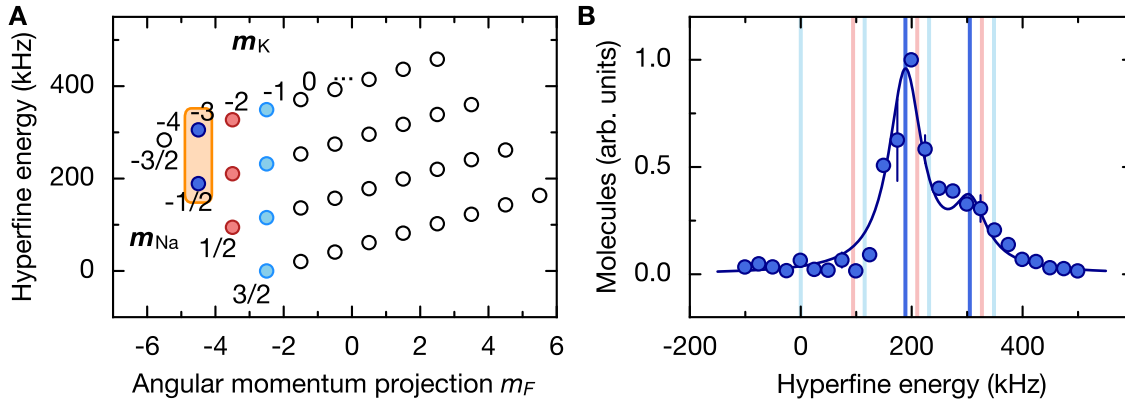 A
Hyperfine energy (kHz)
400
200
0
m_K
-4 -3 -2 -1 0 ...
-3/2
-1/2
1/2
3/2
m_Na
-6 -4 -2 0 2 4 6
Angular momentum projection m_F
B
Molecules (arb. units)
1.0
0.5
0.0
-200 0 200 400
Hyperfine energy (kHz)